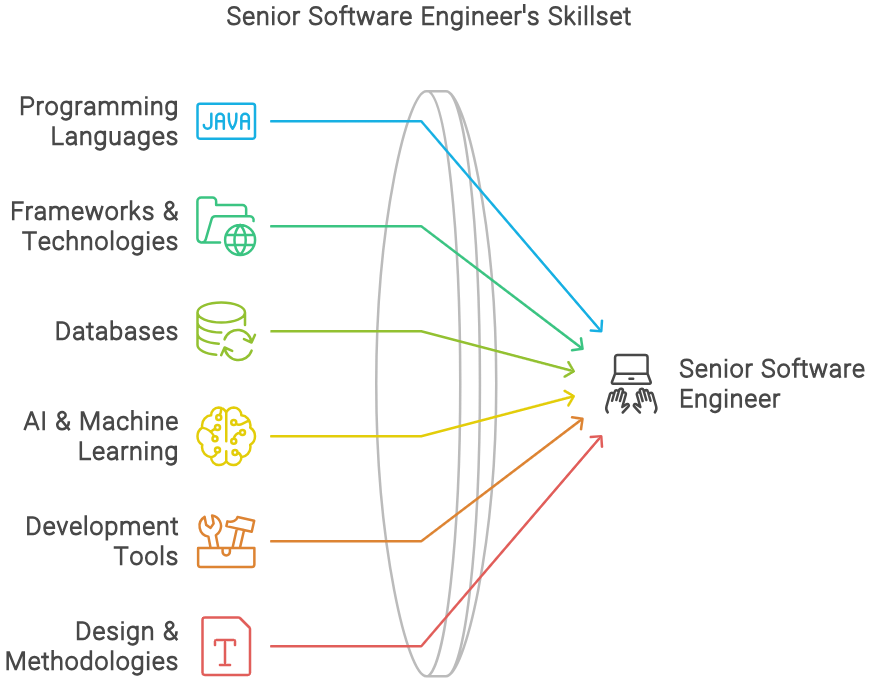 Senior Software Engineer's Skillset
Programming
Languages
JAVA
Frameworks &
Technologies
Databases
Senior Software
Engineer
AI & Machine
Learning
Development
Tools
Design &
Methodologies
T